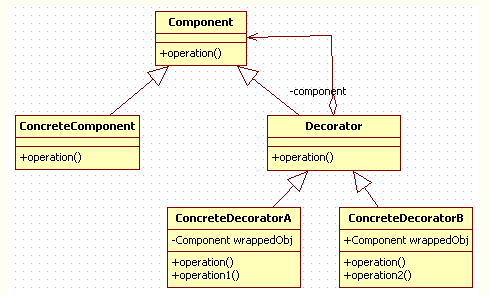 Component
+operation()
-component
ConcreteComponent
+operation()
Decorator
+operation()
ConcreteDecoratorA
-Component wrappedObj
+operation()
+operation1()
ConcreteDecoratorB
+Component wrappedObj
+operation()
+operation2()